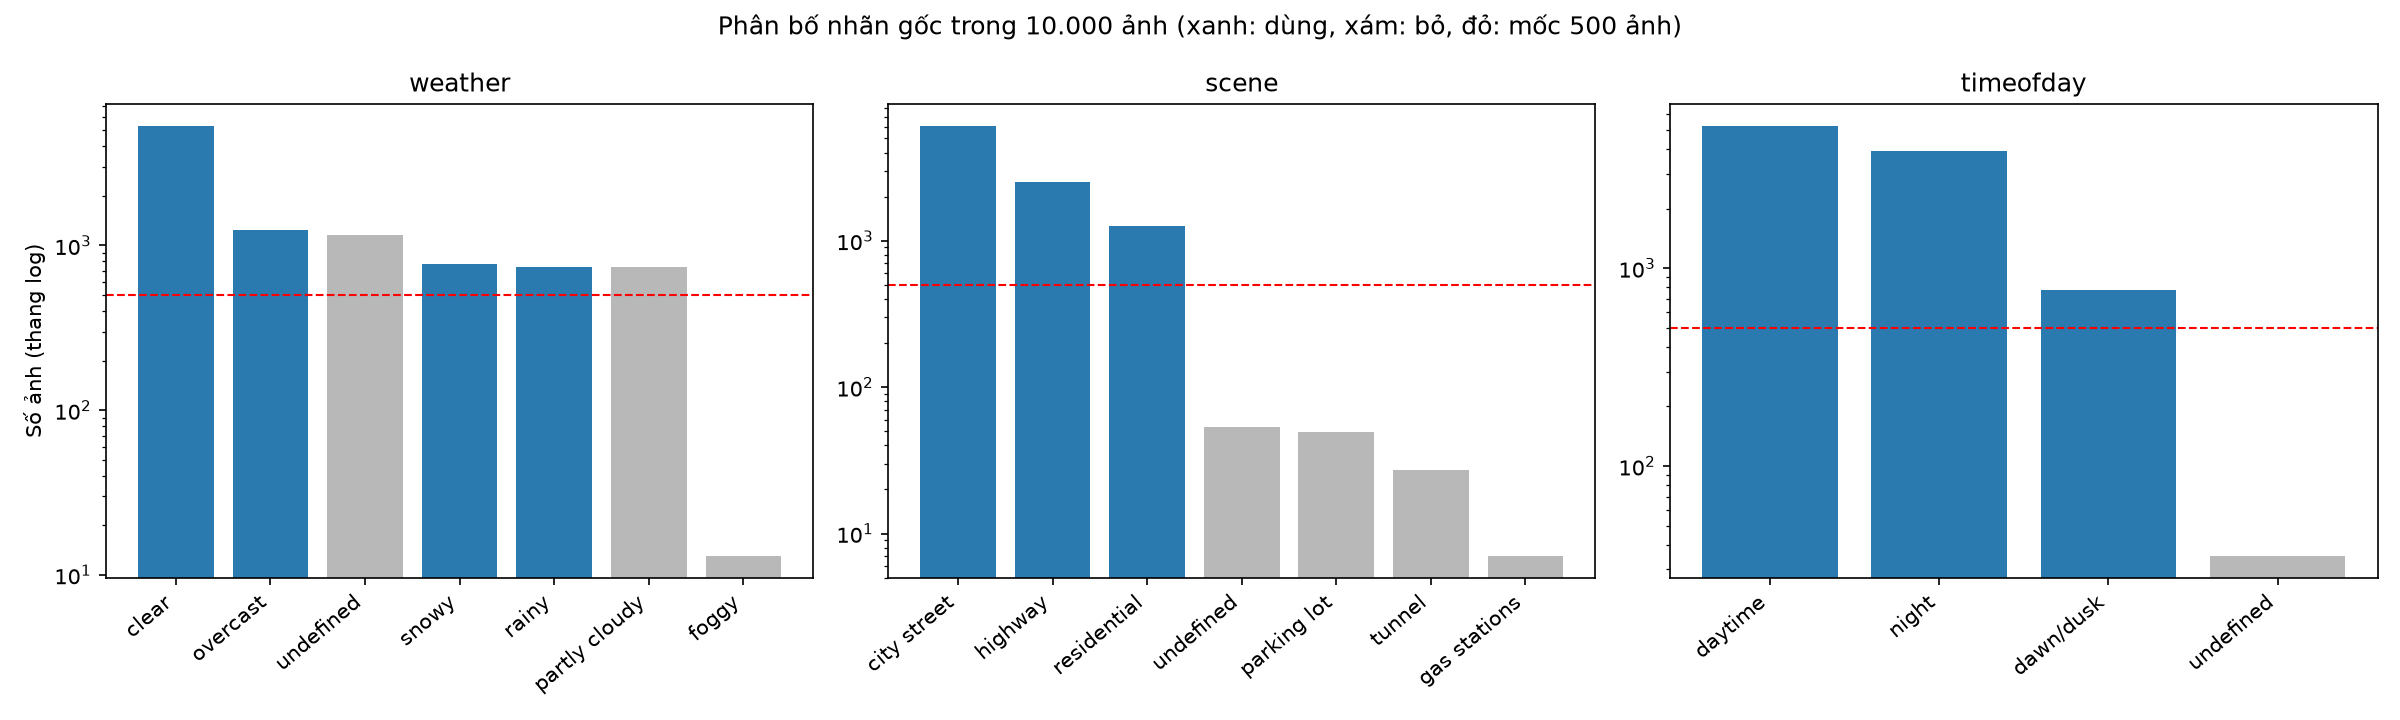 Phân bố nhãn gốc trong 10.000 ảnh (xanh: dùng, xám: bỏ, đỏ: mốc 500 ảnh)
weather
Số ảnh (thang log)
10³
10²
10¹
clear
overcast
undefined
snowy
rainy
partly cloudy
foggy
scene
10³
10²
10¹
city street
highway
residential
undefined
parking lot
tunnel
gas stations
timeofday
10³
10²
daytime
night
dawn/dusk
undefined